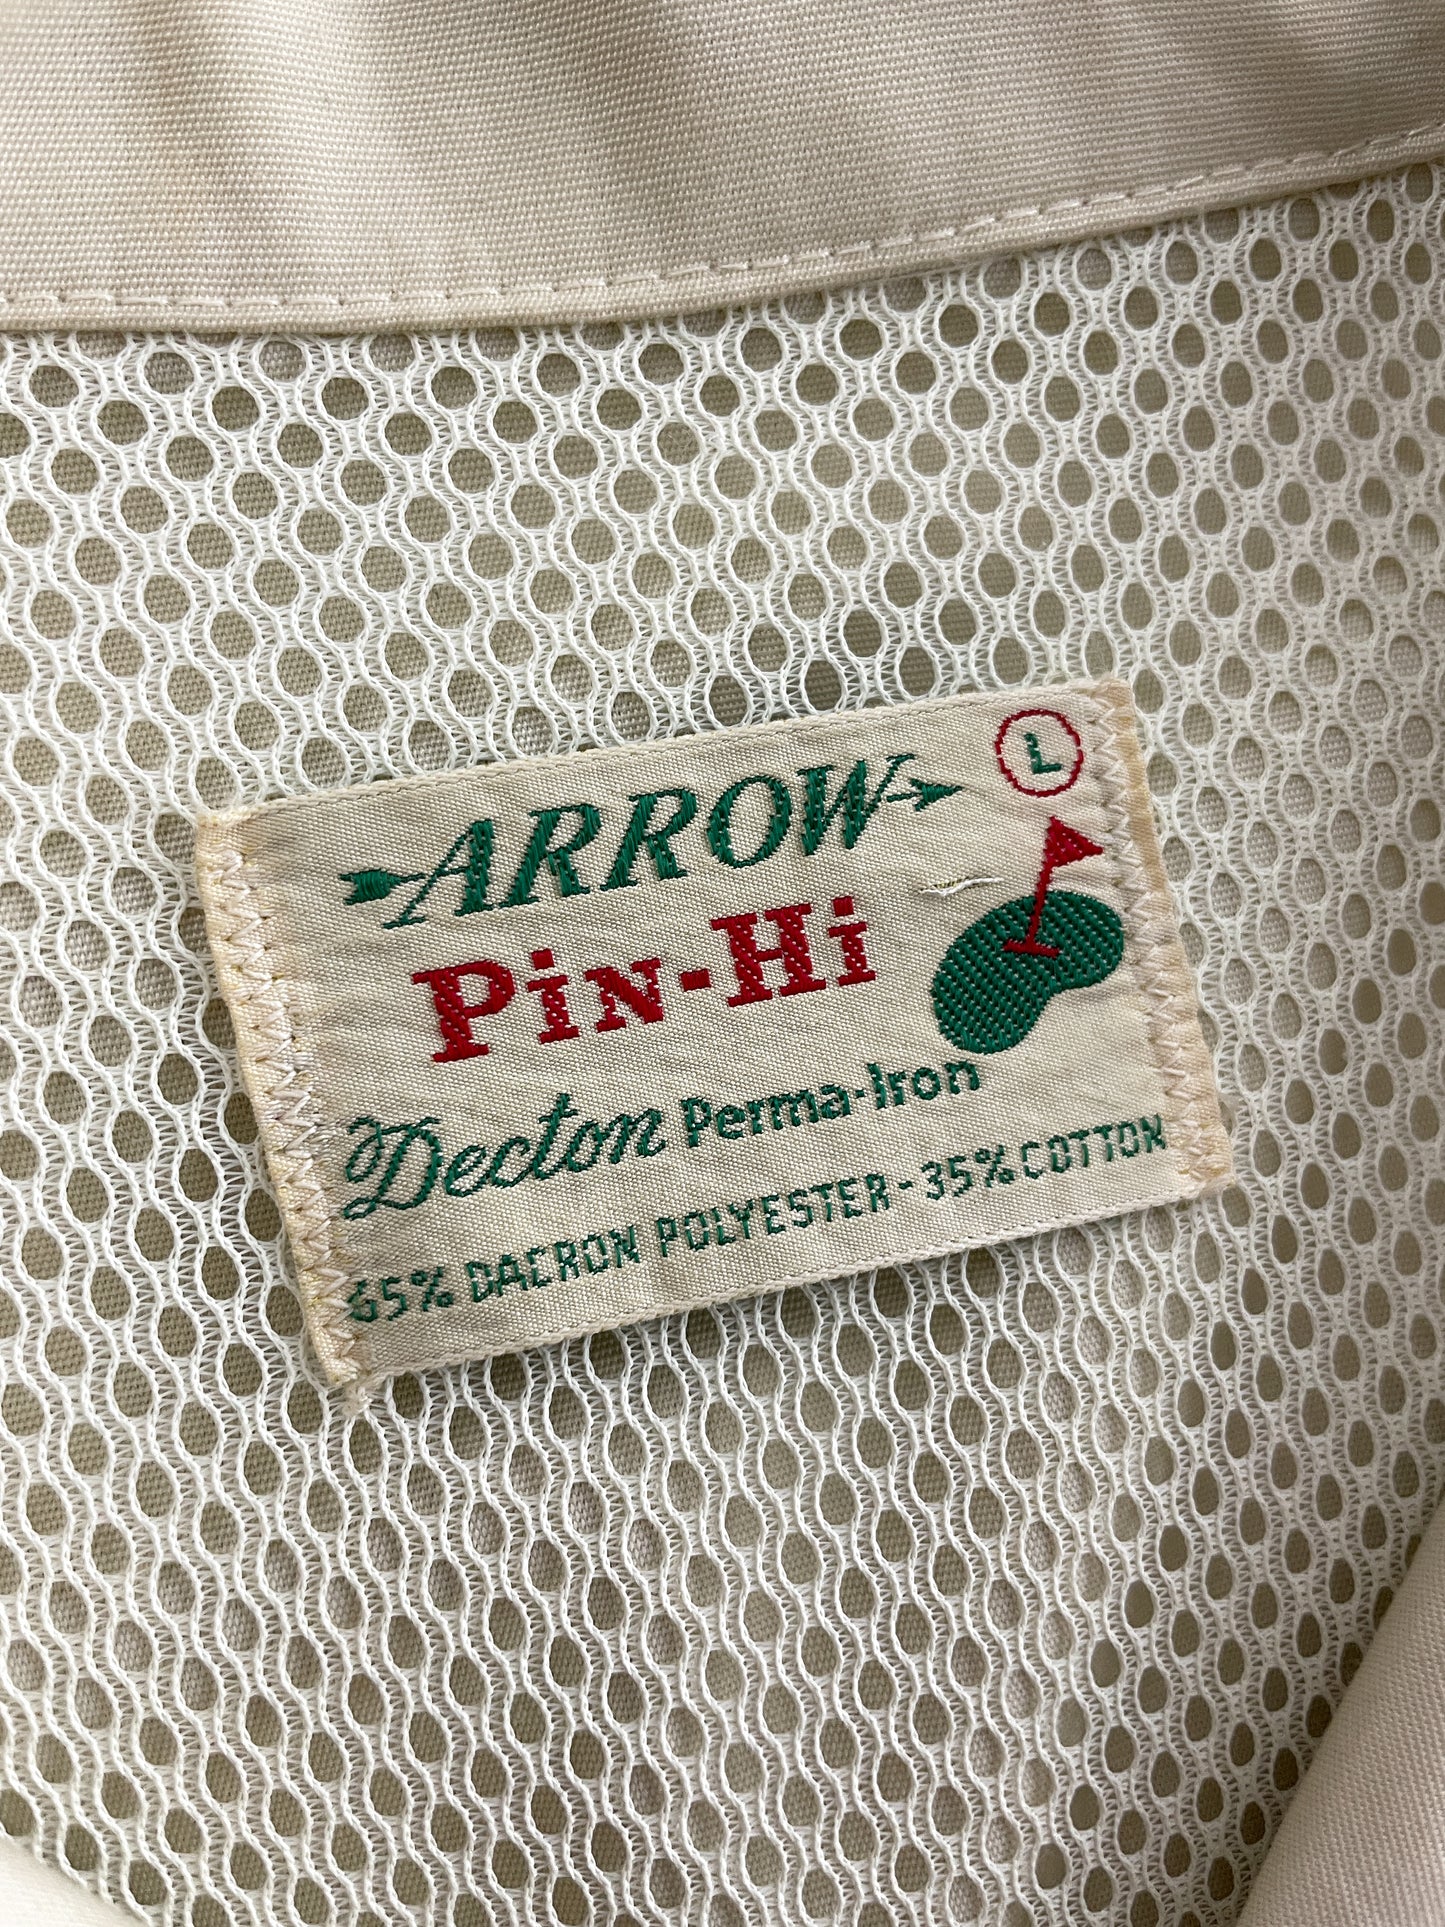 L
ARROW
Pin-Hi
Decton Perma-Iron
65% DACRON POLYESTER - 35% COTTON